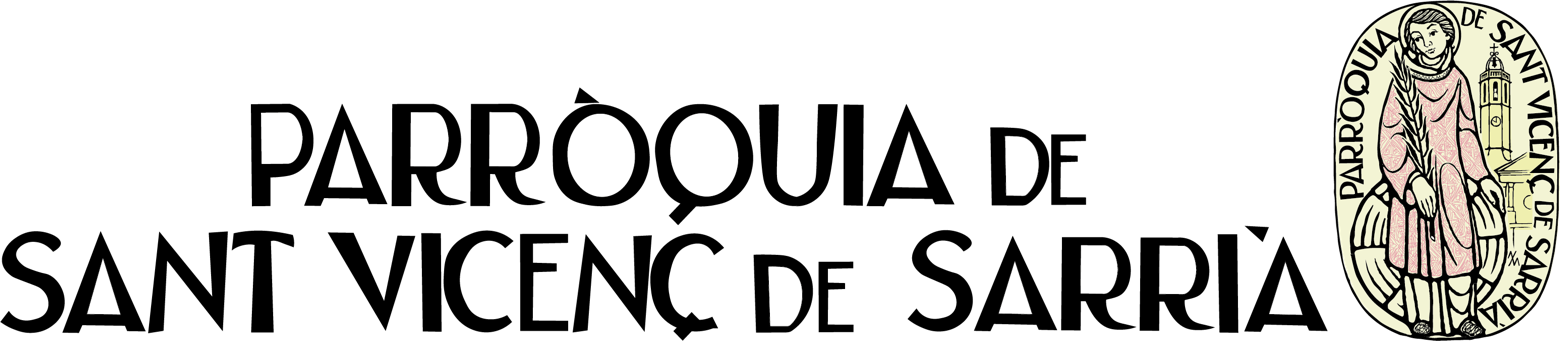 PARRÒQUIA DE
SANT VICENÇ DE SARRIÀ
PARRÒQUIA DE SANT VICENÇ DE SARRIÀ